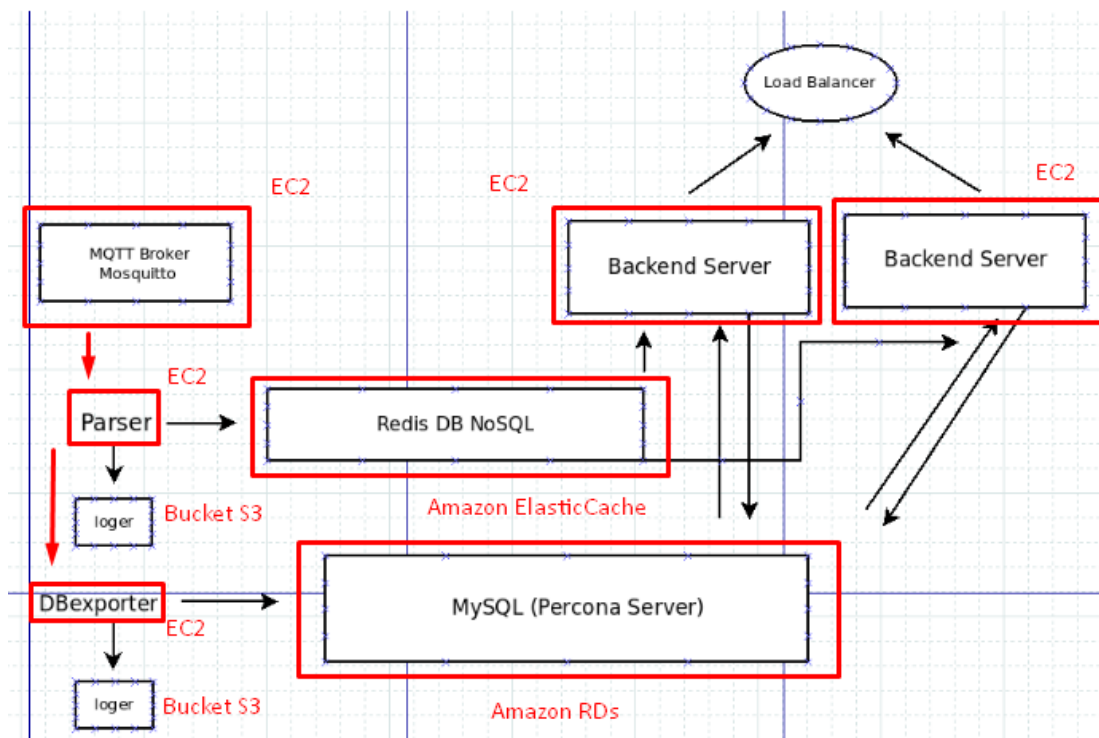 Load Balancer
EC2
EC2
EC2
MQTT Broker
Mosquitto
Backend Server
Backend Server
EC2
Parser
Redis DB NoSQL
loger
Bucket S3
Amazon ElasticCache
DBexporter
MySQL (Percona Server)
EC2
loger
Bucket S3
Amazon RDs